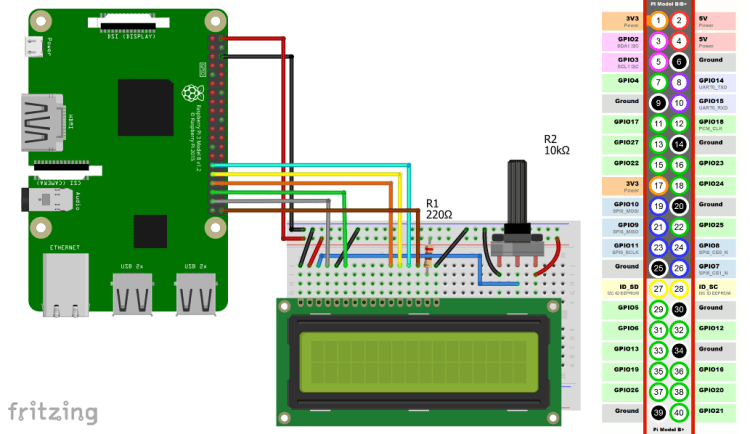 DSI (DISPLAY)
Power
HDMI
CSI (CAMERA)
Audio
ETHERNET
USB 2x
USB 2x
GPIO
Raspberry Pi 3 Model B v1.2
© Raspberry Pi 2015
R1
220Ω
R2
10kΩ
fritzing
Pi Model B/B+
3V3
Power
1 2
5V
Power
GPIO2
SDA1 I2C
3 4
5V
Power
GPIO3
SCL1 I2C
5 6
Ground
GPIO4
7 8
GPIO14
UART0_TXD
Ground
9 10
GPIO15
UART0_RXD
GPIO17
11 12
GPIO18
PCM_CLK
GPIO27
13 14
Ground
GPIO22
15 16
GPIO23
3V3
Power
17 18
GPIO24
GPIO10
SPI0_MOSI
19 20
Ground
GPIO9
SPI0_MISO
21 22
GPIO25
GPIO11
SPI0_SCLK
23 24
GPIO8
SPI0_CE0_N
Ground
25 26
GPIO7
SPI0_CE1_N
ID_SD
I2C ID EEPROM
27 28
ID_SC
I2C ID EEPROM
GPIO5
29 30
Ground
GPIO6
31 32
GPIO12
GPIO13
33 34
Ground
GPIO19
35 36
GPIO16
GPIO26
37 38
GPIO20
Ground
39 40
GPIO21
Pi Model B+